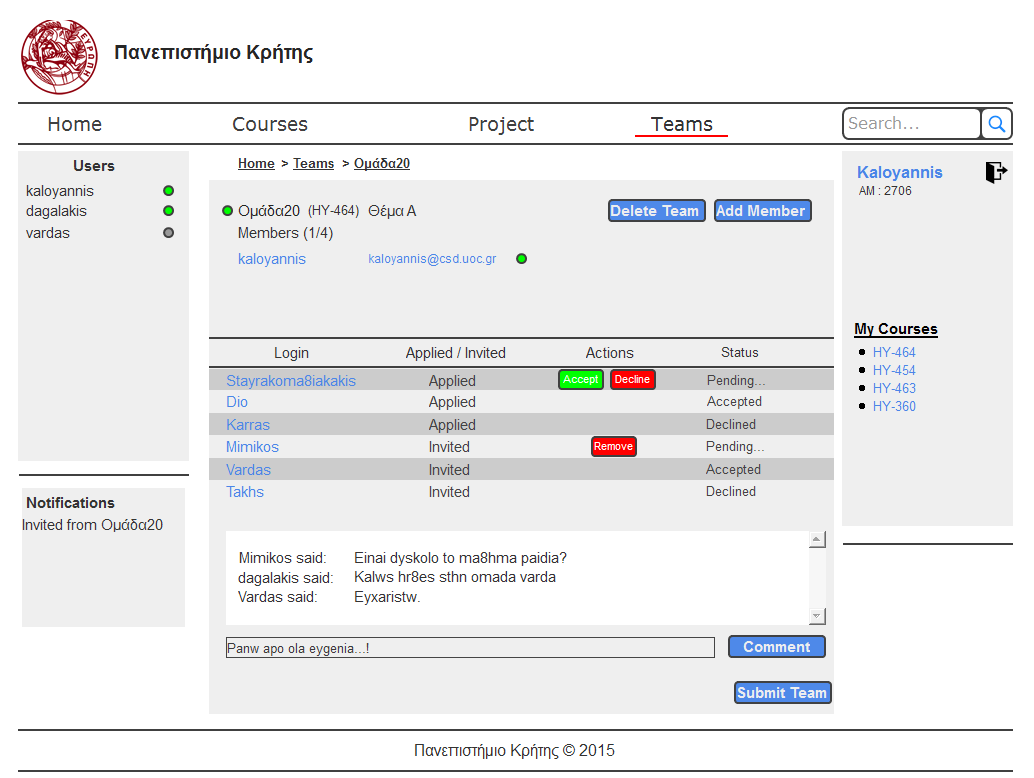 ΕΥΡΩΠΗ
Πανεπιστήμιο Κρήτης
Home Courses Project Teams Search...
Users
kaloyannis
dagalakis
vardas
Notifications
Invited from Ομάδα20
Home > Teams > Ομάδα20
Ομάδα20 (HY-464) Θέμα Α Delete Team Add Member
Members (1/4)
kaloyannis kaloyannis@csd.uoc.gr
Login Applied / Invited Actions Status
Stayrakoma8iakakis Applied Accept Decline Pending...
Dio Applied Accepted
Karras Applied Declined
Mimikos Invited Remove Pending...
Vardas Invited Accepted
Takhs Invited Declined
Mimikos said: Einai dyskolo to ma8hma paidia?
dagalakis said: Kalws hr8es sthn omada varda
Vardas said: Eyxaristw.
Panw apo ola eygenia...! Comment
Submit Team
Kaloyannis
AM : 2706
My Courses
HY-464
HY-454
HY-463
HY-360
Πανεπιστήμιο Κρήτης © 2015